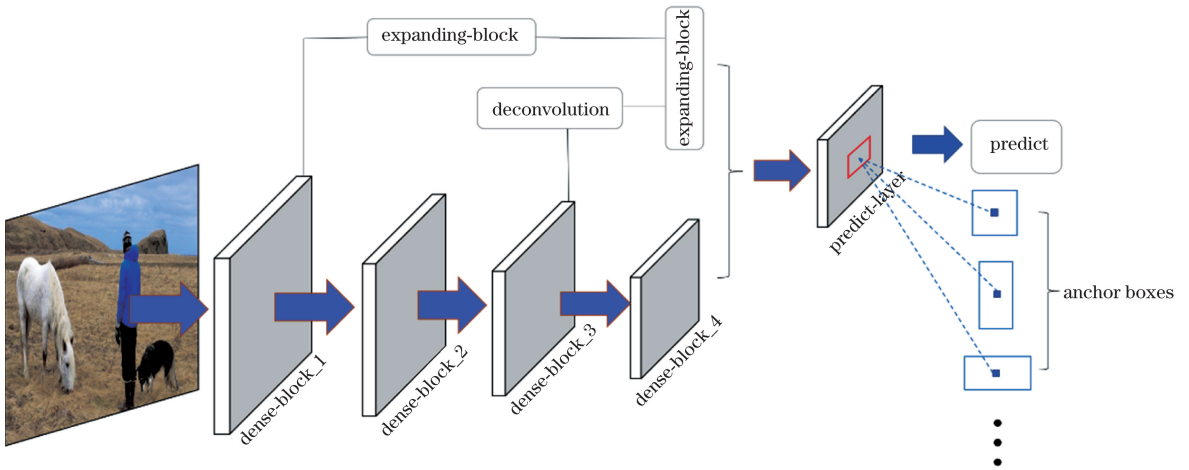 expanding-block
expanding-block
deconvolution
predict
predict-layer
anchor boxes
dense-block_1
dense-block_2
dense-block_3
dense-block_4